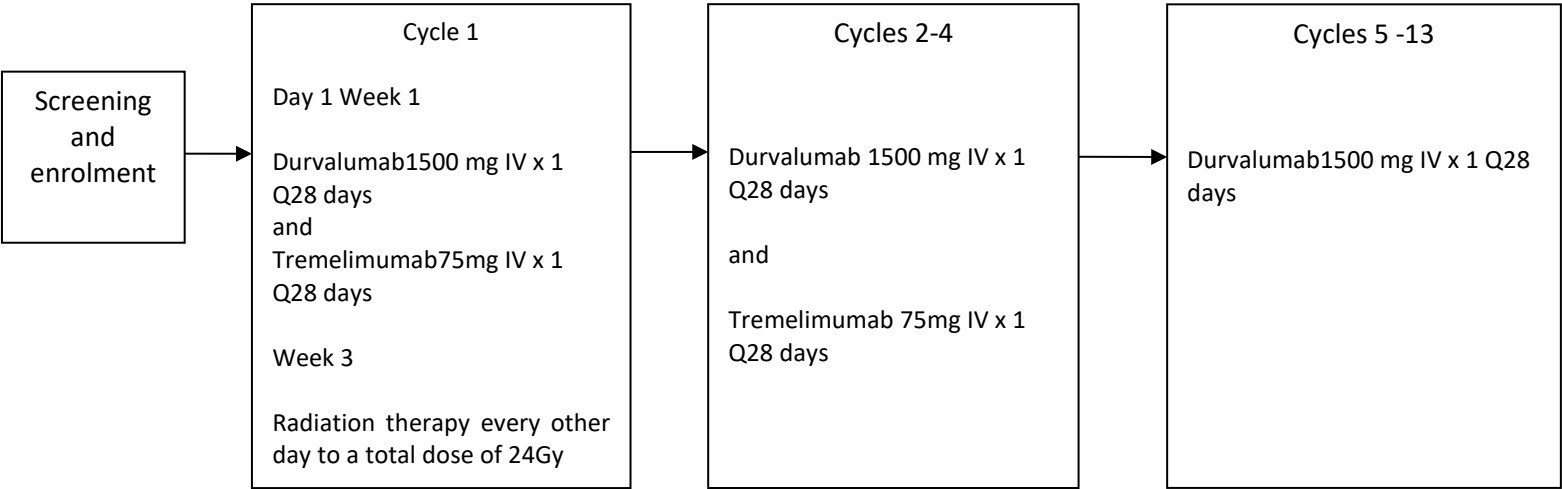 Screening
and
enrolment
Cycle 1
Day 1 Week 1
Durvalumab1500 mg IV x 1
Q28 days
and
Tremelimumab75mg IV x 1
Q28 days
Week 3
Radiation therapy every other
day to a total dose of 24Gy
Cycles 2-4
Durvalumab 1500 mg IV x 1
Q28 days
and
Tremelimumab 75mg IV x 1
Q28 days
Cycles 5 -13
Durvalumab1500 mg IV x 1 Q28
days